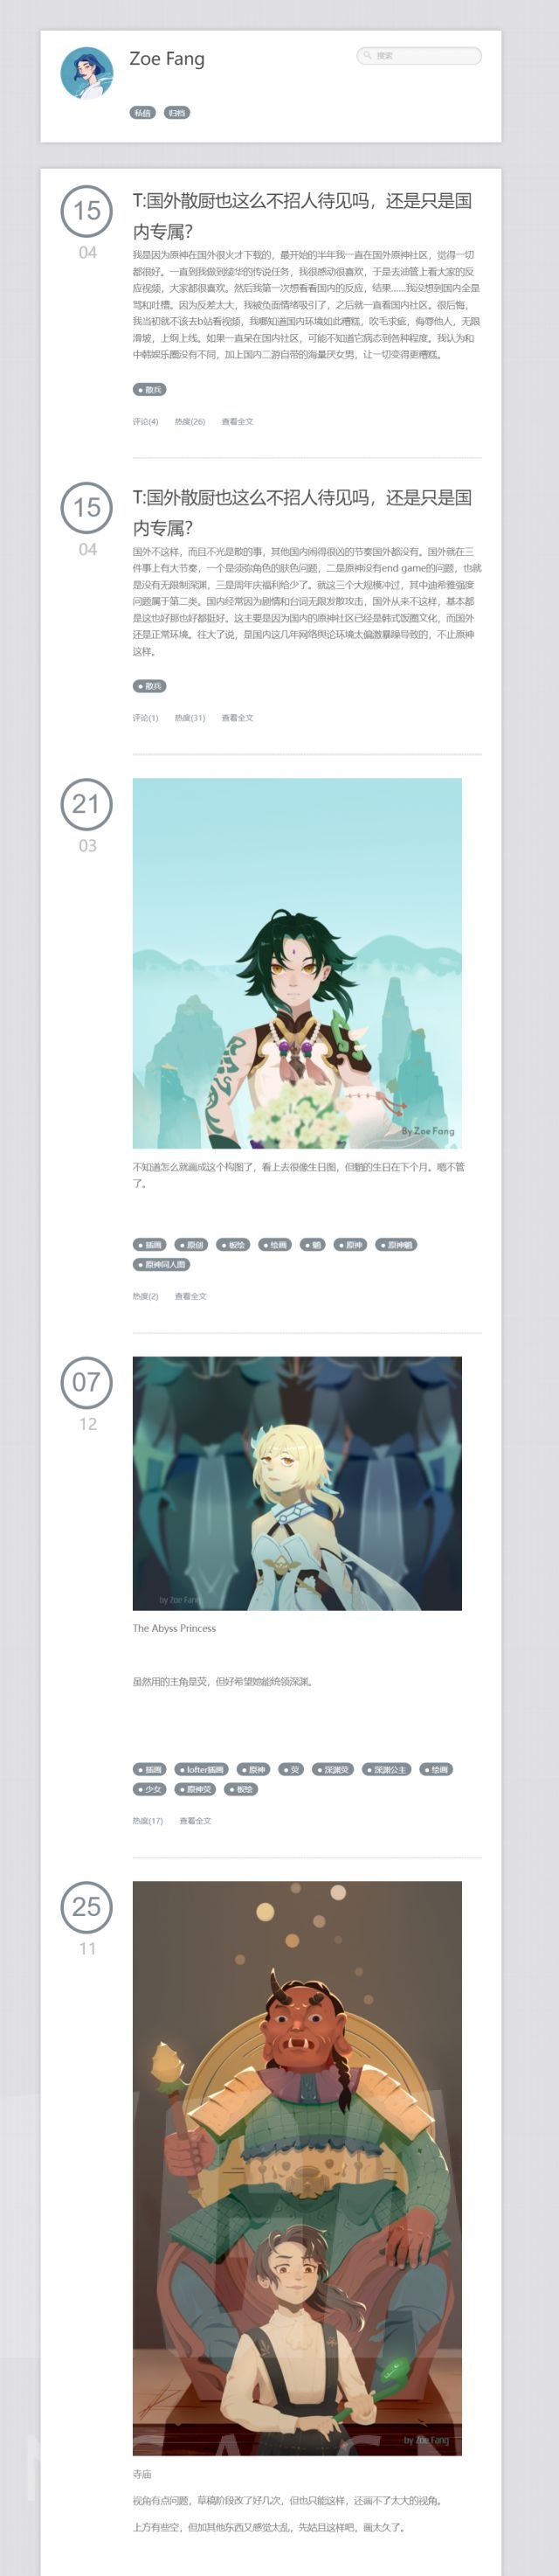 Zoe Fang
搜索
私信 归档
15
04
T:国外散厨也这么不招人待见吗，还是只是国
内专属?
我是因为原神在国外很火才下载的，最开始的半年我一直在国外原神社区，觉得一切
都很好。一直到我做到绫华的传说任务，我很感动很喜欢，于是去油管上看大家的反
应视频，大家都很喜欢。然后我第一次想看看国内的反应，结果......我没想到国内全是
骂和吐槽。因为反差太大，我被负面情绪吸引了，之后就一直看国内社区。很后悔，
我当初就不该去b站看视频，我哪知道国内环境如此糟糕，吹毛求疵，侮辱他人，无限
滑坡，上纲上线。如果一直呆在国内社区，可能不知道它病态到各种程度。我认为和
中韩娱乐圈没有不同，加上国内二游自带的海量厌女男，让一切变得更糟糕。
● 散兵
评论(4) 热度(26) 查看全文
15
04
T:国外散厨也这么不招人待见吗，还是只是国
内专属?
国外不这样，而且不光是散的事，其他国内闹得很凶的节奏国外都没有。国外就在三
件事上有大节奏，一个是须弥角色的肤色问题，二是原神没有end game的问题，也就
是没有无限制深渊，三是周年庆福利给少了。就这三个大规模冲过，其中迪希雅强度
问题属于第二类。国内经常因为剧情和台词无限发散攻击，国外从来不这样，基本都
是这也好那也好都挺好。这主要是因为国内的原神社区已经是韩式饭圈文化，而国外
还是正常环境。往大了说，是国内这几年网络舆论环境太偏激暴躁导致的，不止原神
这样。
● 散兵
评论(1) 热度(31) 查看全文
21
03
By Zoe Fang
不知道怎么就画成这个构图了，看上去很像生日图，但魈的生日在下个月。嗯不管
了。
● 插画 ● 原创 ● 板绘 ● 绘画 ● 魈 ● 原神 ● 原神魈
● 原神同人图
热度(2) 查看全文
07
12
by Zoe Fang
The Abyss Princess
虽然用的主角是荧，但好希望她能统领深渊。
● 插画 ● lofter插画 ● 原神 ● 荧 ● 深渊荧 ● 深渊公主 ● 绘画
● 少女 ● 原神荧 ● 板绘
热度(17) 查看全文
25
11
by Zoe Fang
寺庙
视角有点问题，草稿阶段改了好几次，但也只能这样，还画不了太大的视角。
上方有些空，但加其他东西又感觉太乱，先姑且这样吧，画太久了。